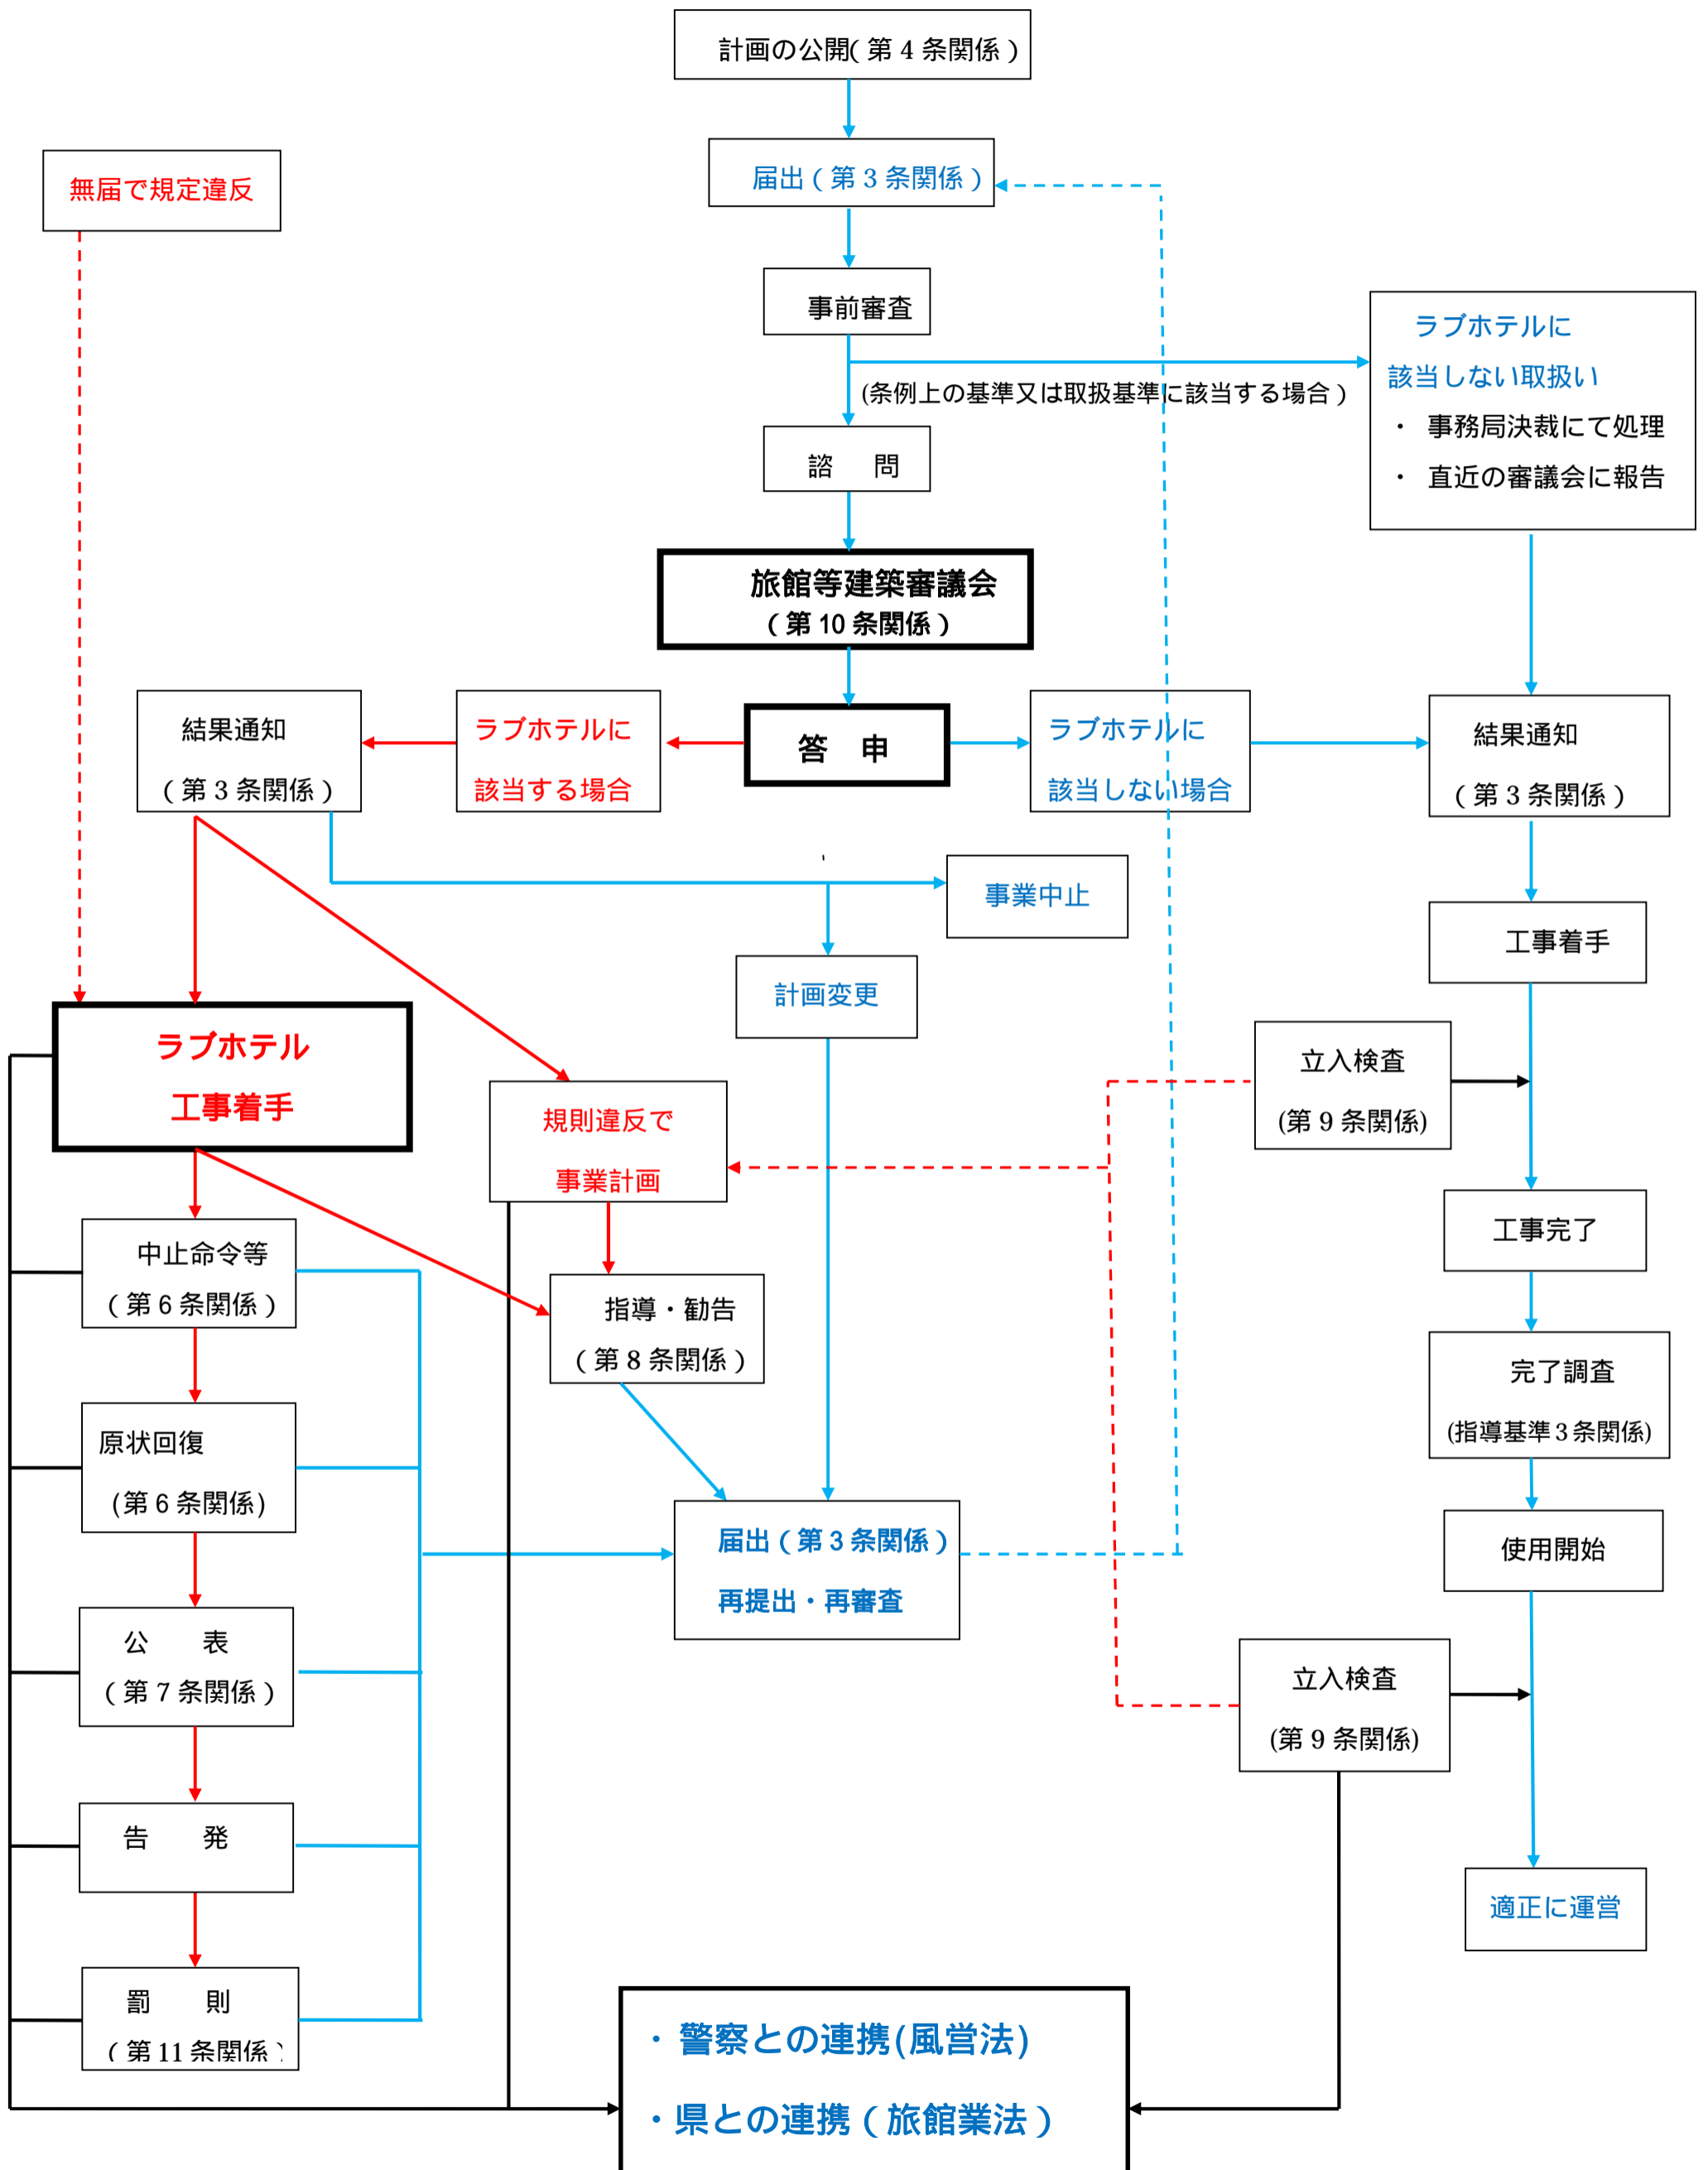 計画の公開(第4条関係)
届出(第3条関係)
無届で規定違反
事前審査
(条例上の基準又は取扱基準に該当する場合)
ラブホテルに
該当しない取扱い
・ 事務局決裁にて処理
・ 直近の審議会に報告
諮 問
旅館等建築審議会
(第10条関係)
答 申
ラブホテルに
該当する場合
結果通知
(第3条関係)
ラブホテルに
該当しない場合
結果通知
(第3条関係)
事業中止
計画変更
工事着手
ラブホテル
工事着手
規則違反で
事業計画
立入検査
(第9条関係)
工事完了
中止命令等
(第6条関係)
指導・勧告
(第8条関係)
完了調査
(指導基準3条関係)
原状回復
(第6条関係)
届出(第3条関係)
再提出・再審査
使用開始
公 表
(第7条関係)
立入検査
(第9条関係)
告 発
適正に運営
罰 則
(第11条関係)
・警察との連携(風営法)
・県との連携(旅館業法)